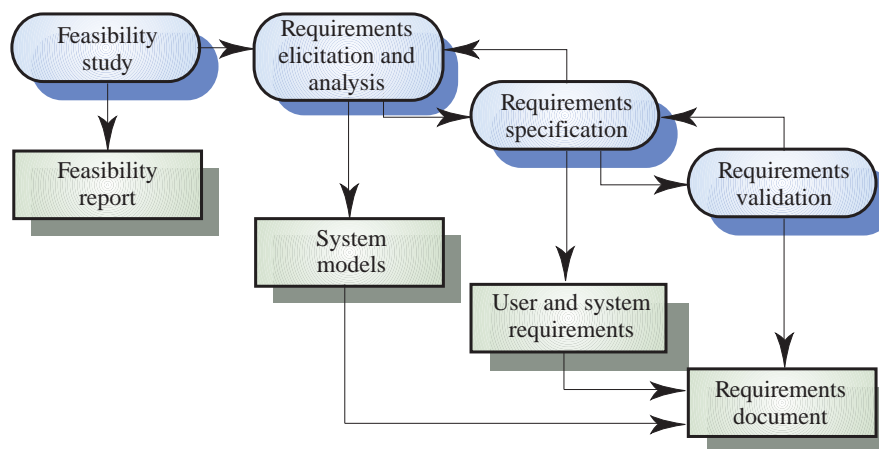 Feasibility
study
Requirements
elicitation and
analysis
Requirements
specification
Requirements
validation
Feasibility
report
System
models
User and system
requirements
Requirements
document